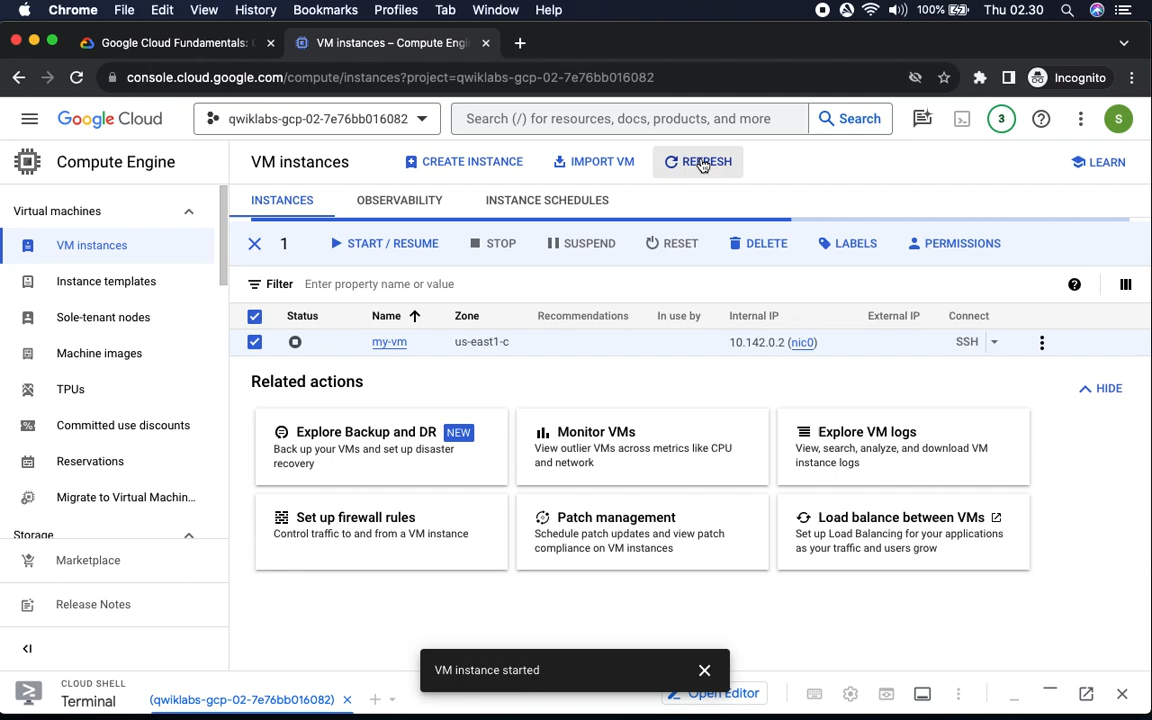 Chrome File Edit View History Bookmarks Profiles Tab Window Help 100% Thu 02.30
Google Cloud Fundamentals: VM instances – Compute Engi
console.cloud.google.com/compute/instances?project=qwiklabs-gcp-02-7e76bb016082 Incognito
Google Cloud qwiklabs-gcp-02-7e76bb016082 Search (/) for resources, docs, products, and more Search 3 S
Compute Engine VM instances CREATE INSTANCE IMPORT VM REFRESH LEARN
INSTANCES OBSERVABILITY INSTANCE SCHEDULES
1 START / RESUME STOP SUSPEND RESET DELETE LABELS PERMISSIONS
Filter Enter property name or value
Status Name Zone Recommendations In use by Internal IP External IP Connect
my-vm us-east1-c 10.142.0.2 (nic0) SSH
Virtual machines
VM instances
Instance templates
Sole-tenant nodes
Machine images
TPUs
Committed use discounts
Reservations
Migrate to Virtual Machin...
Storage
Marketplace
Release Notes
Related actions
HIDE
Explore Backup and DR NEW
Back up your VMs and set up disaster
recovery
Monitor VMs
View outlier VMs across metrics like CPU
and network
Explore VM logs
View, search, analyze, and download VM
instance logs
Set up firewall rules
Control traffic to and from a VM instance
Patch management
Schedule patch updates and view patch
compliance on VM instances
Load balance between VMs
Set up Load Balancing for your applications
as your traffic and users grow
VM instance started
CLOUD SHELL
Terminal (qwiklabs-gcp-02-7e76bb016082) Open Editor